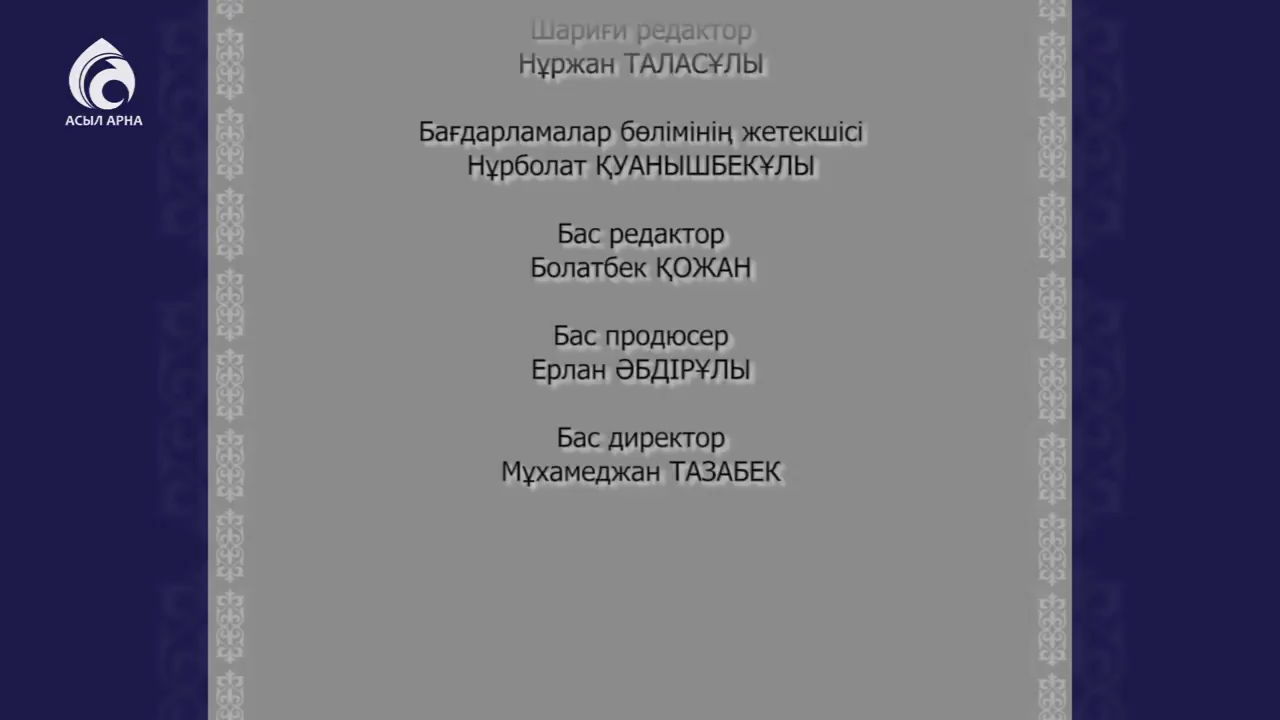 Шариғи редактор
Нұржан ТАЛАСҰЛЫ
АСЫЛ АРНА
Бағдарламалар бөлімінің жетекшісі
Нұрболат ҚУАНЫШБЕКҰЛЫ
Бас редактор
Болатбек ҚОЖАН
Бас продюсер
Ерлан ӘБДІРҰЛЫ
Бас директор
Мұхамеджан ТАЗАБЕК